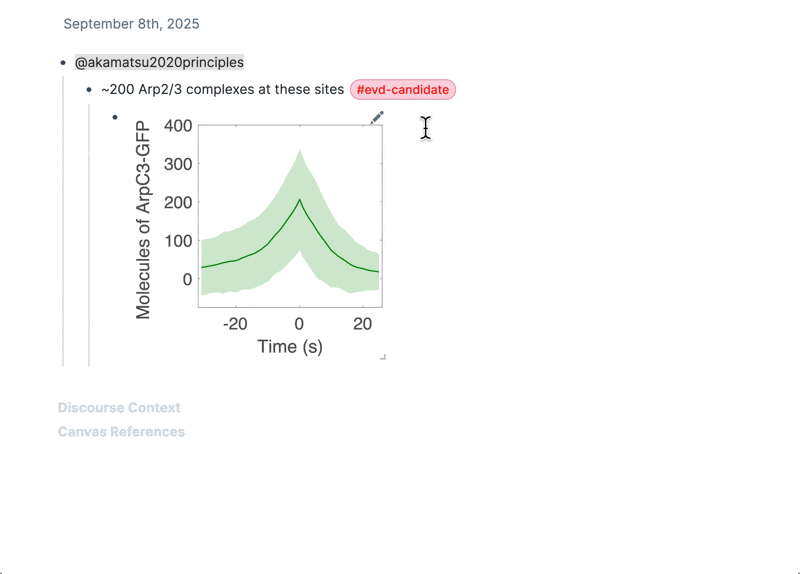 September 8th, 2025
@akamatsu2020principles
~200 Arp2/3 complexes at these sites #evd-candidate
Molecules of ArpC3-GFP
400
300
200
100
0
-20 0 20
Time (s)
Discourse Context
Canvas References